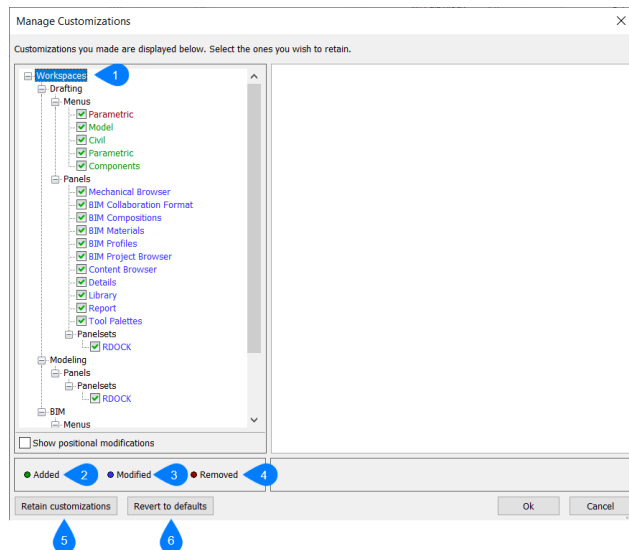 Manage Customizations
Customizations you made are displayed below. Select the ones you wish to retain.
Workspaces 1
Drafting
Menus
Parametric
Model
Civil
Parametric
Components
Panels
Mechanical Browser
BIM Collaboration Format
BIM Compositions
BIM Materials
BIM Profiles
BIM Project Browser
Content Browser
Details
Library
Report
Tool Palettes
Panelsets
RDOCK
Modeling
Panels
Panelsets
RDOCK
BIM
Menus
Show positional modifications
Added 2 Modified 3 Removed 4
Retain customizations Revert to defaults Ok Cancel
5 6